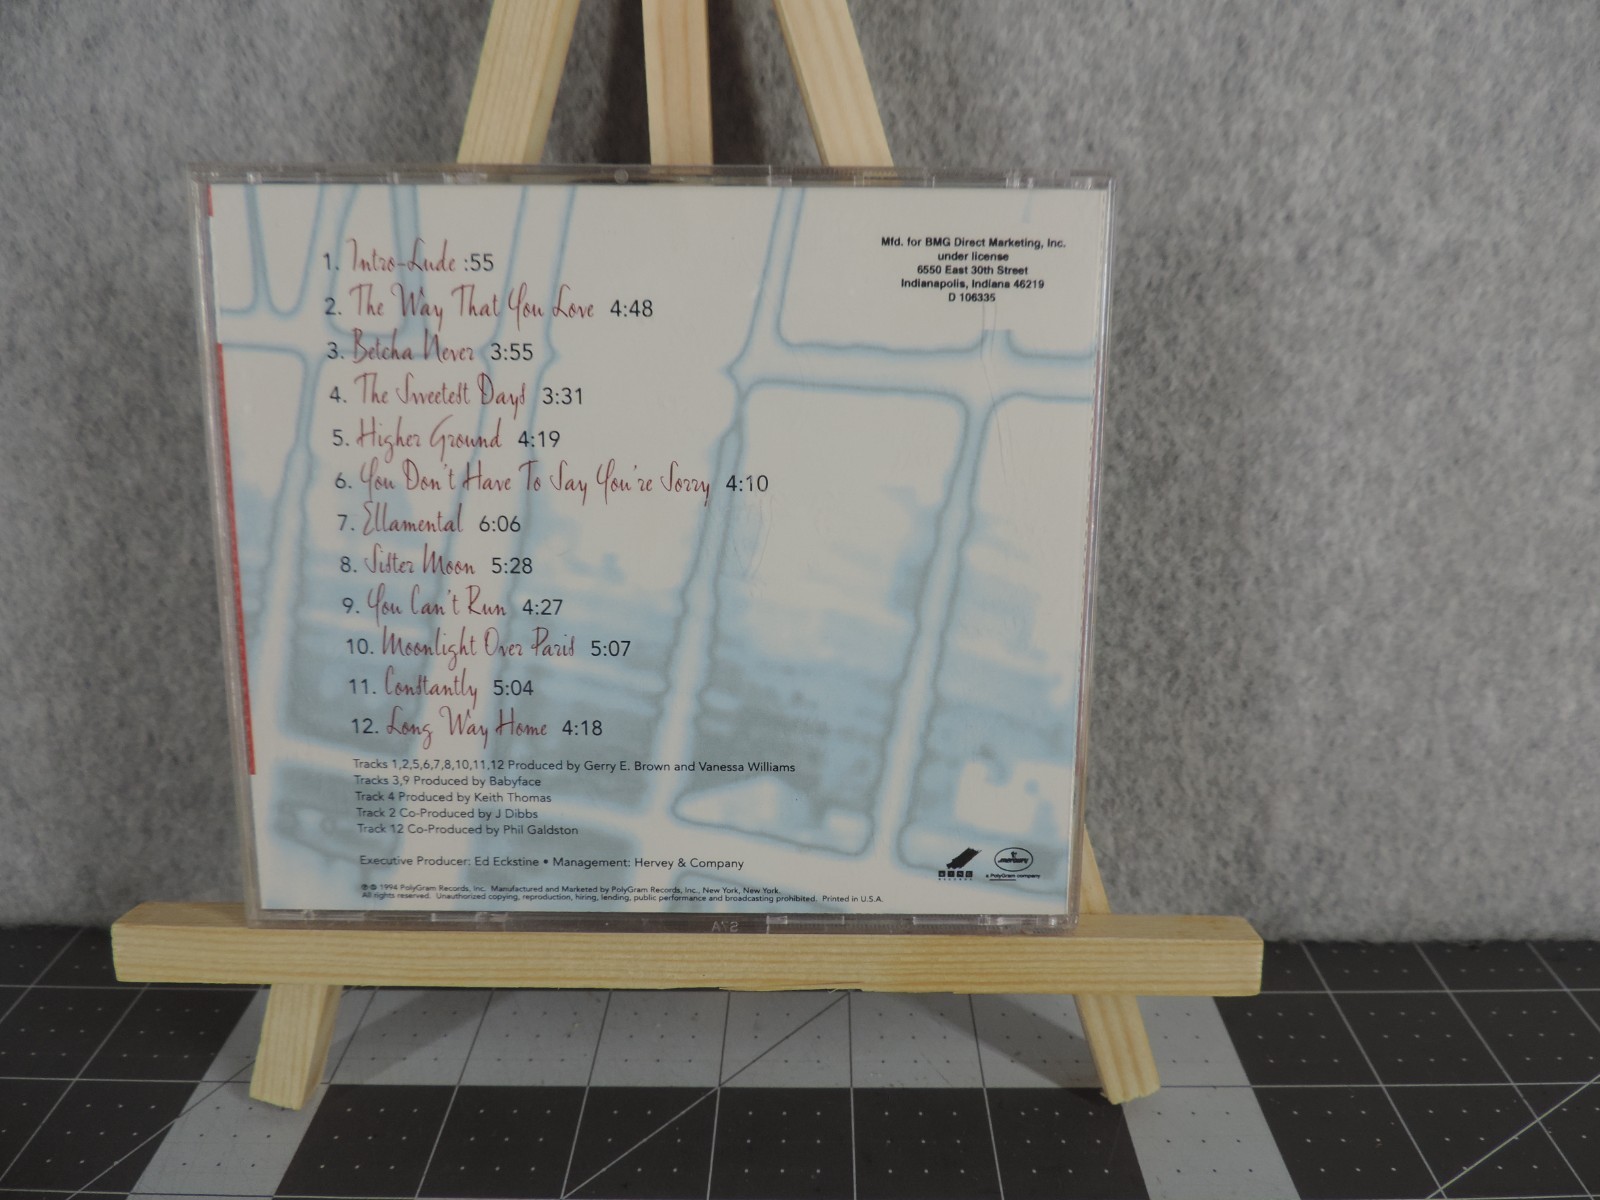 Mfd. for BMG Direct Marketing, Inc.
under license
6550 East 30th Street
Indianapolis, Indiana 46219
D 106335
1. Intro-Lude :55
2. The Way That You Love 4:48
3. Betcha Never 3:55
4. The Sweetest Days 3:31
5. Higher Ground 4:19
6. You Don't Have To Say You're Sorry 4:10
7. Ellamental 6:06
8. Sister Moon 5:28
9. You Can't Run 4:27
10. Moonlight Over Paris 5:07
11. Constantly 5:04
12. Long Way Home 4:18
Tracks 1,2,5,6,7,8,10,11,12 Produced by Gerry E. Brown and Vanessa Williams
Tracks 3,9 Produced by Babyface
Track 4 Produced by Keith Thomas
Track 2 Co-Produced by J Dibbs
Track 12 Co-Produced by Phil Galdston
Executive Producer: Ed Eckstine • Management: Hervey & Company
℗ © 1994 PolyGram Records, Inc. Manufactured and Marketed by PolyGram Records, Inc., New York, New York.
All rights reserved. Unauthorized copying, reproduction, hiring, lending, public performance and broadcasting prohibited. Printed in U.S.A.
mercury
a PolyGram company